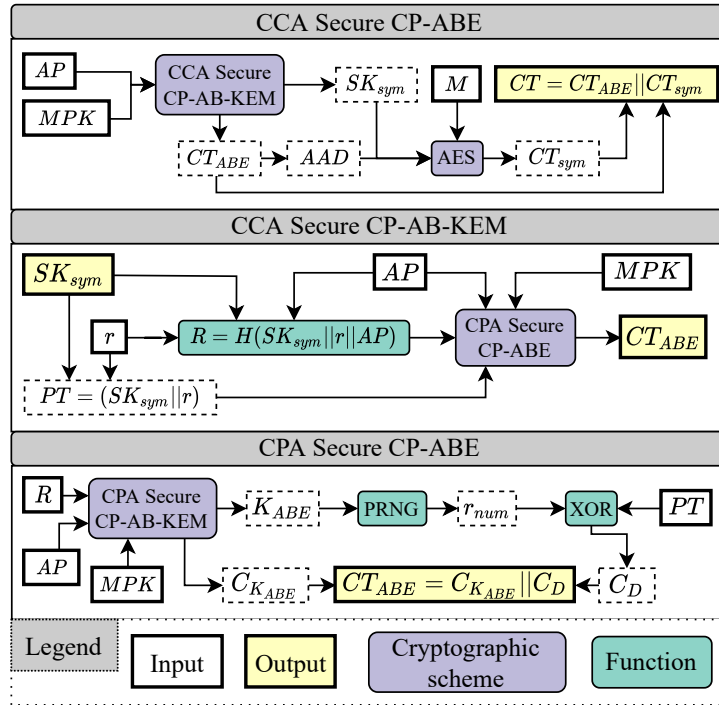 CCA Secure CP-ABE
AP
MPK
CCA Secure
CP-AB-KEM
SK_sym
M
CT = CT_ABE||CT_sym
CT_ABE
AAD
AES
CT_sym
CCA Secure CP-AB-KEM
SK_sym
AP
MPK
r
R = H(SK_sym||r||AP)
CPA Secure
CP-ABE
CT_ABE
PT = (SK_sym||r)
CPA Secure CP-ABE
R
CPA Secure
CP-AB-KEM
K_ABE
PRNG
r_num
XOR
PT
AP
MPK
C_K_ABE
CT_ABE = C_K_ABE||C_D
C_D
Legend
Input
Output
Cryptographic
scheme
Function